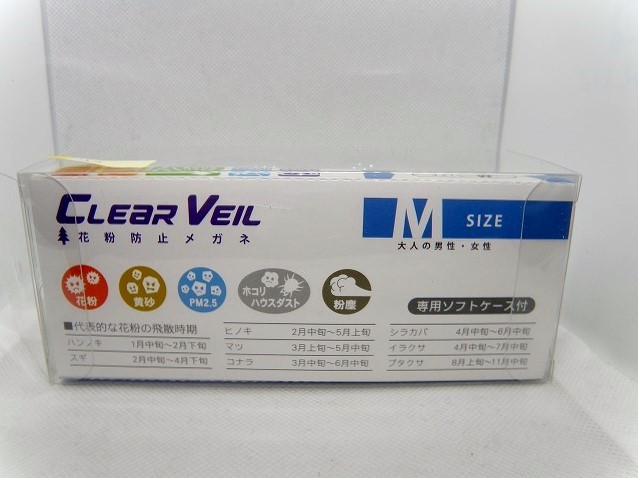 CLEAR VEIL
花粉防止メガネ
M SIZE
大人の男性・女性
花粉
黄砂
PM2.5
ホコリ
ハウスダスト
粉塵
専用ソフトケース付
■代表的な花粉の飛散時期
ハンノキ 1月中旬～2月下旬
スギ 2月中旬～4月下旬
ヒノキ 2月中旬～5月上旬
マツ 3月上旬～5月中旬
コナラ 3月中旬～6月中旬
シラカバ 4月中旬～6月中旬
イラクサ 4月中旬～7月中旬
ブタクサ 8月上旬～11月中旬